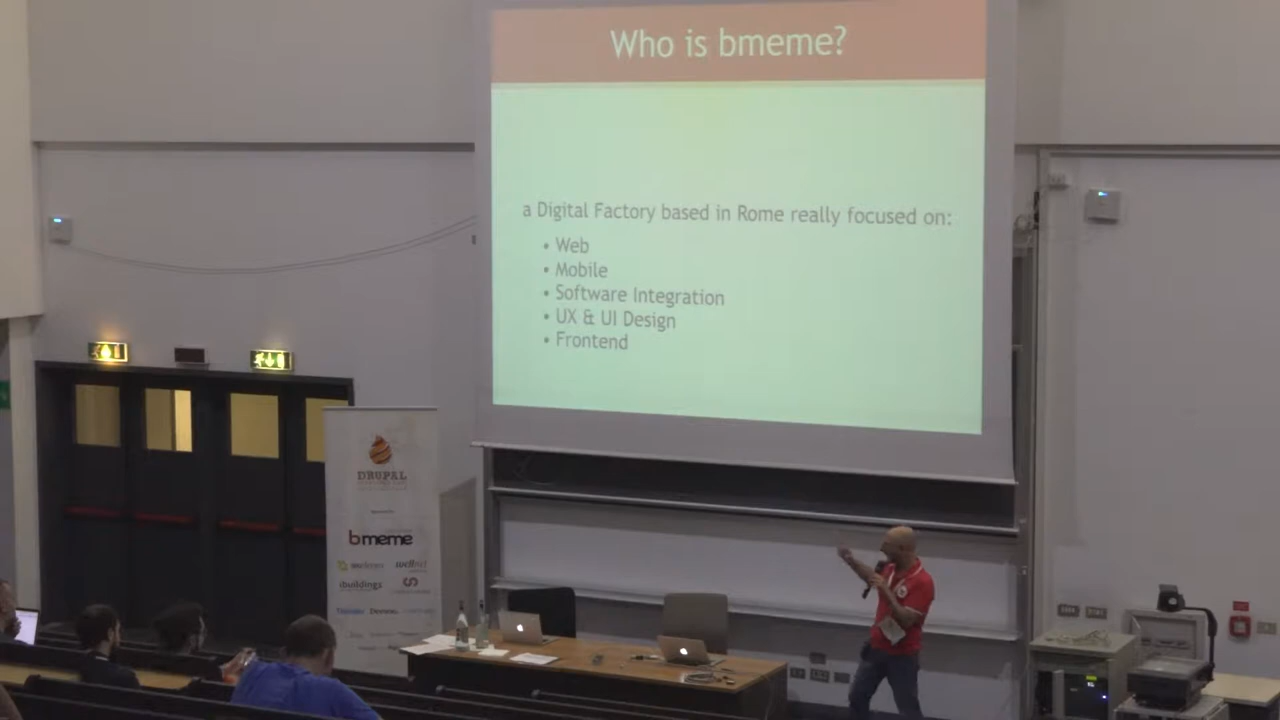 Who is bmeme?
a Digital Factory based in Rome really focused on:
• Web
• Mobile
• Software Integration
• UX & UI Design
• Frontend
DRUPAL
bmeme
ibuildings